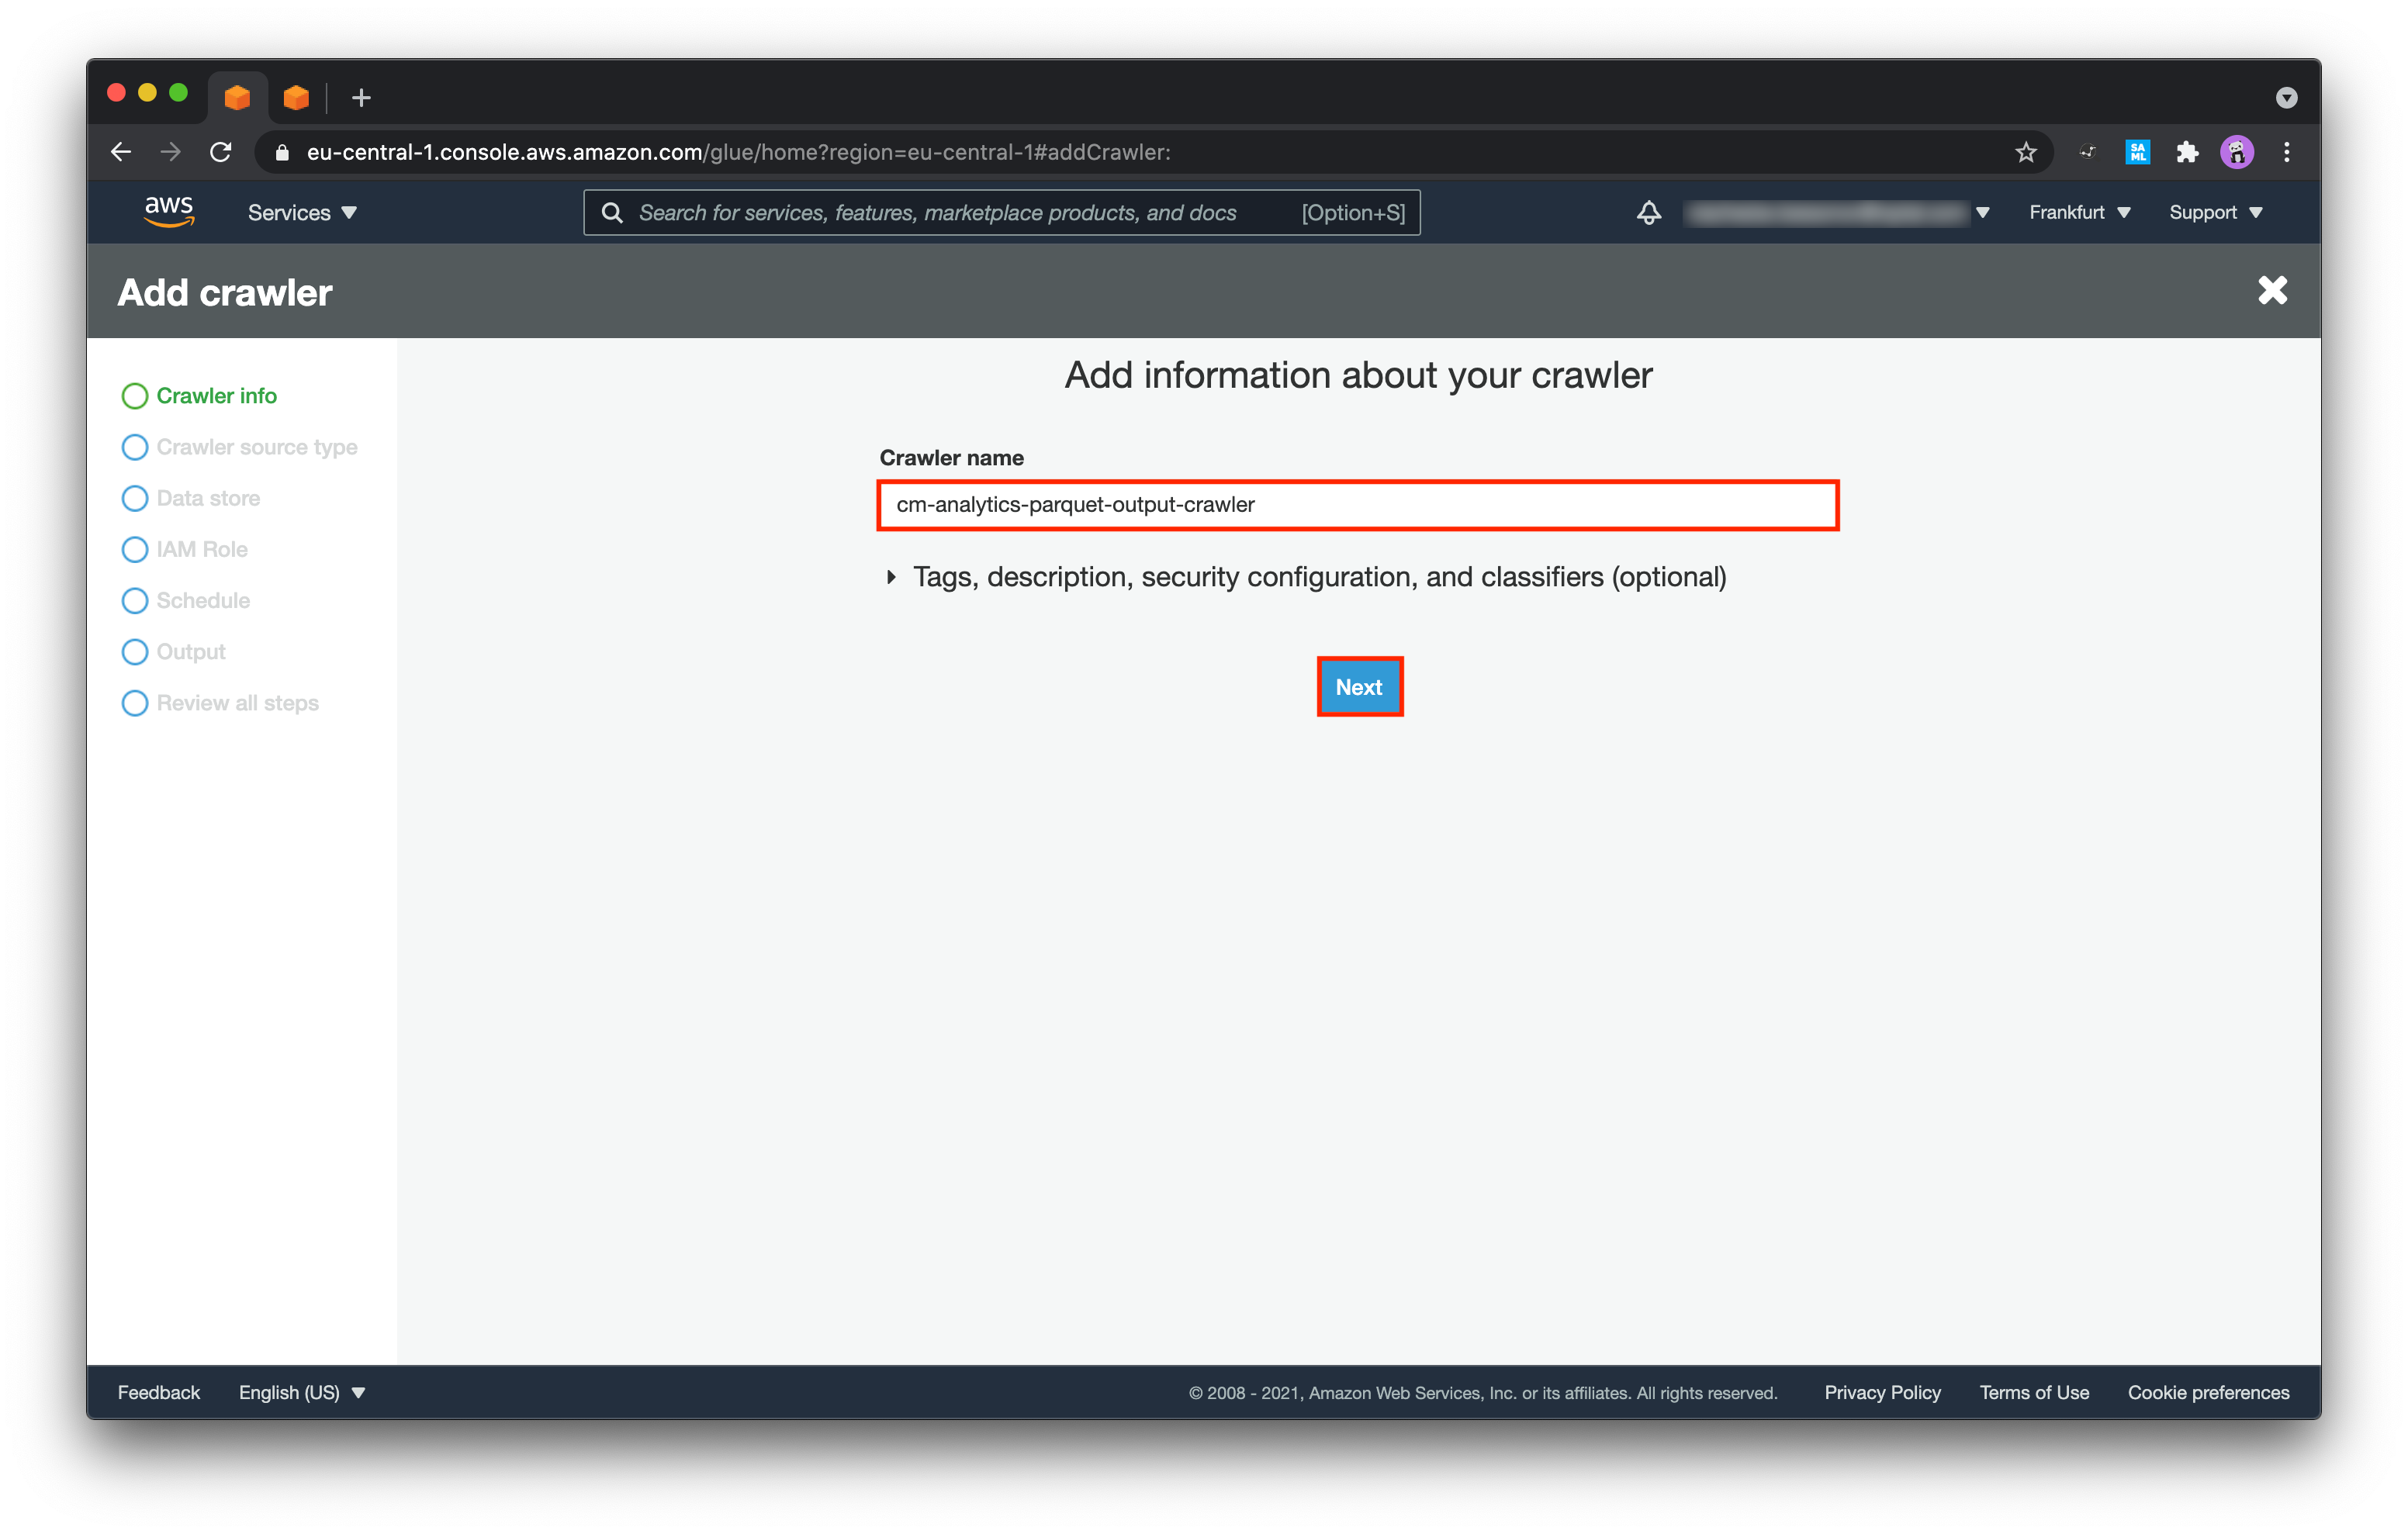 eu-central-1.console.aws.amazon.com/glue/home?region=eu-central-1#addCrawler:
SA
ML
aws
Services
Search for services, features, marketplace products, and docs [Option+S]
Frankfurt
Support
Add crawler
Crawler info
Crawler source type
Data store
IAM Role
Schedule
Output
Review all steps
Add information about your crawler
Crawler name
cm-analytics-parquet-output-crawler
Tags, description, security configuration, and classifiers (optional)
Next
Feedback
English (US)
© 2008 - 2021, Amazon Web Services, Inc. or its affiliates. All rights reserved.
Privacy Policy
Terms of Use
Cookie preferences